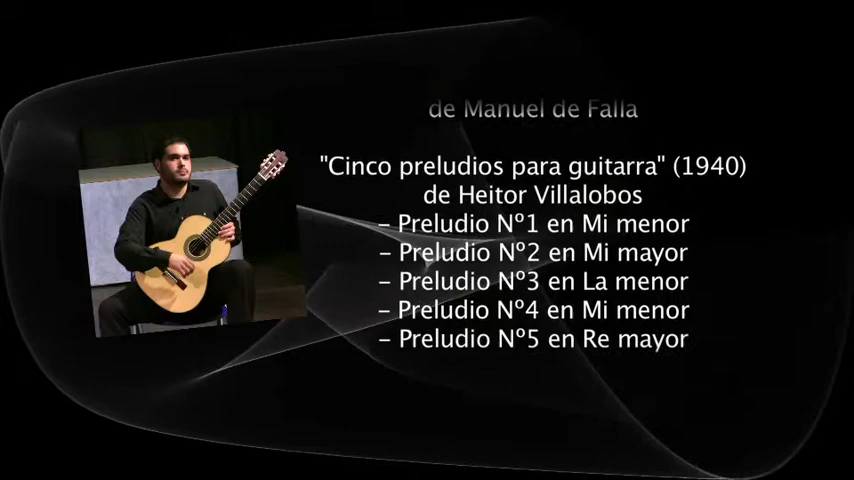 de Manuel de Falla
"Cinco preludios para guitarra" (1940)
de Heitor Villalobos
- Preludio Nº1 en Mi menor
- Preludio Nº2 en Mi mayor
- Preludio Nº3 en La menor
- Preludio Nº4 en Mi menor
- Preludio Nº5 en Re mayor